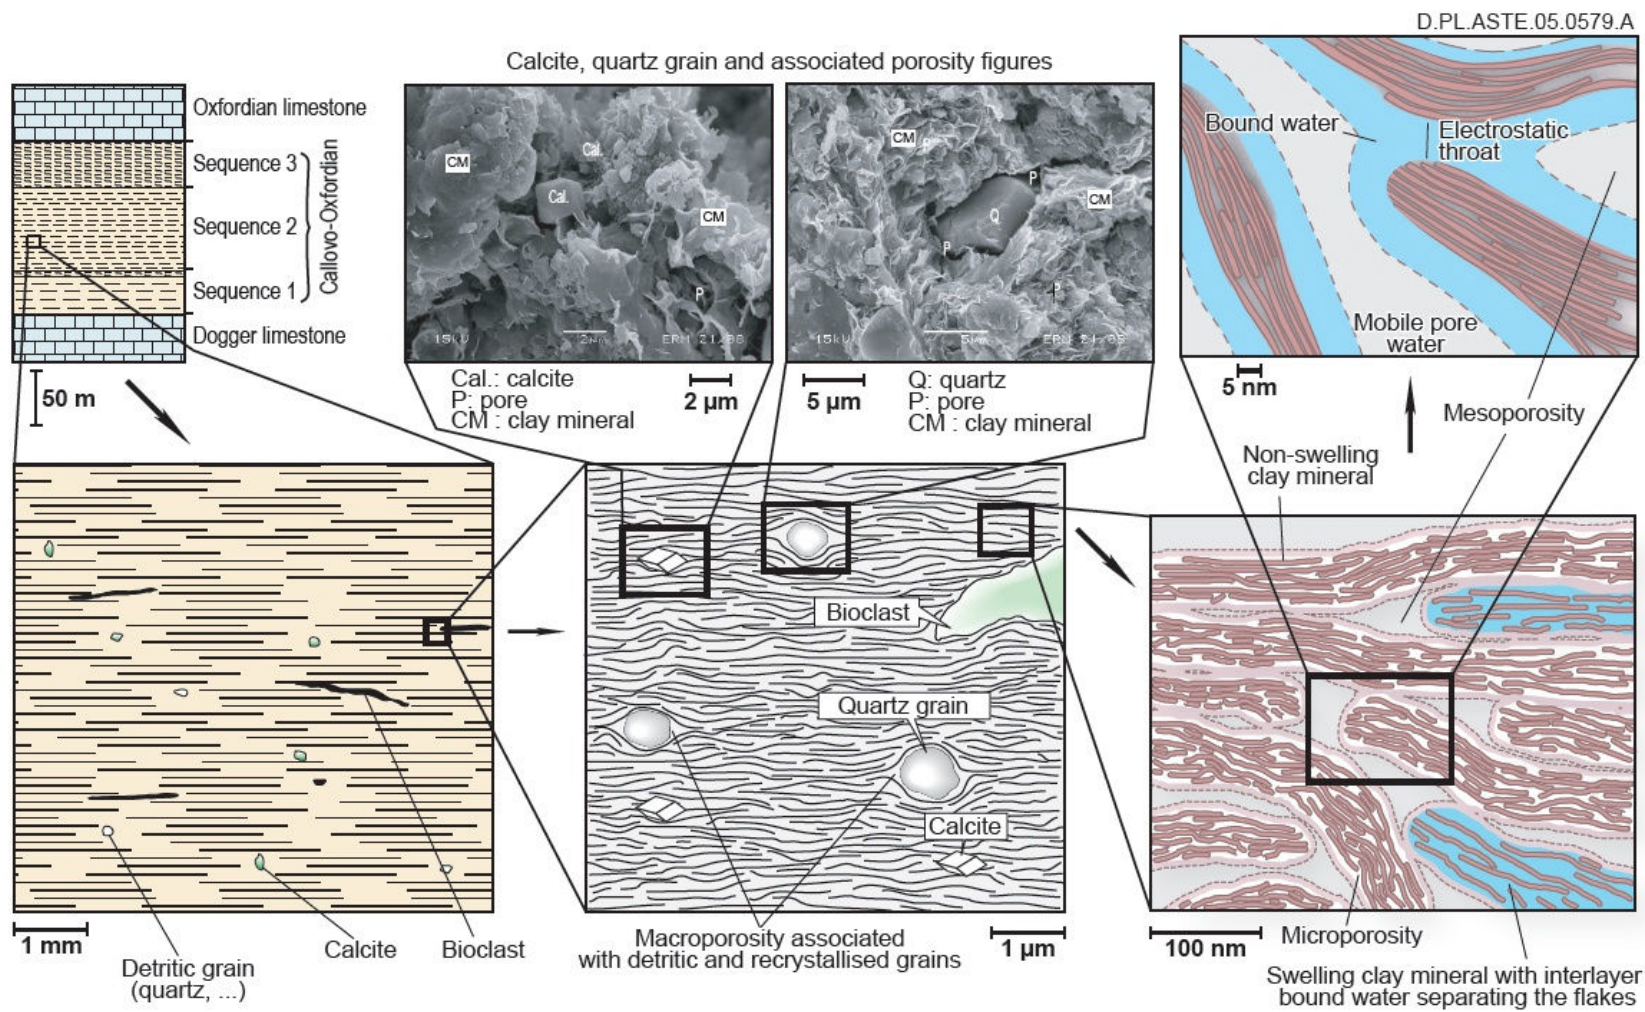 D.PL.ASTE.05.0579.A
Calcite, quartz grain and associated porosity figures
Oxfordian limestone
Sequence 3
Sequence 2
Sequence 1
Callovo-Oxfordian
Dogger limestone
50 m
CM
Cal.
Cal.
CM
P
15kV
2µm
Cal.: calcite
P: pore
CM : clay mineral
2 µm
CM
P
P
CM
Q
P
P
15kV
5µm
5 µm
Q: quartz
P: pore
CM : clay mineral
Bound water
Electrostatic
throat
Mobile pore
water
5 nm
Mesoporosity
Non-swelling
clay mineral
Bioclast
Quartz grain
Calcite
1 mm
Detritic grain
(quartz, ...)
Calcite
Bioclast
Macroporosity associated
with detritic and recrystallised grains
1 µm
100 nm
Microporosity
Swelling clay mineral with interlayer
bound water separating the flakes